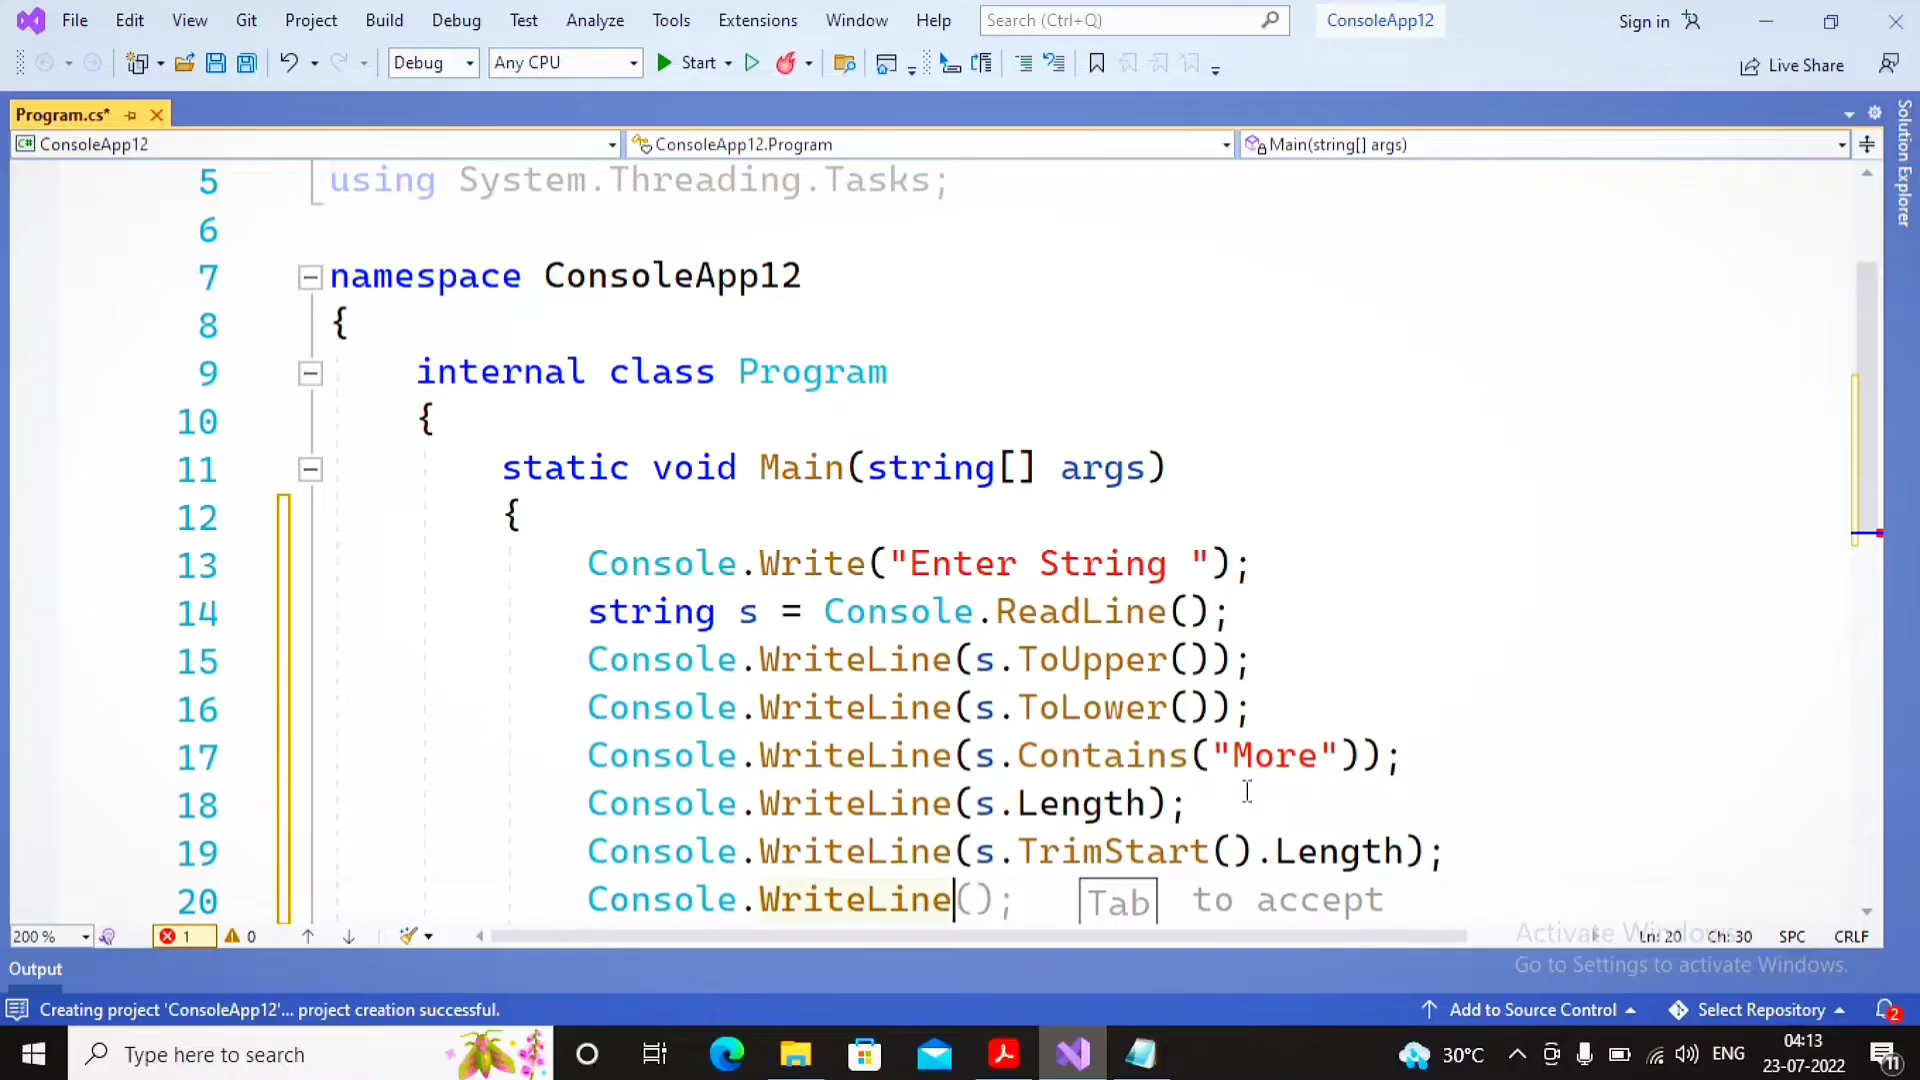 File Edit View Git Project Build Debug Test Analyze Tools Extensions Window Help Search (Ctrl+Q) ConsoleApp12 Sign in
Debug Any CPU Start Live Share
Program.cs*
ConsoleApp12 ConsoleApp12.Program Main(string[] args)
Solution Explorer
5 using System.Threading.Tasks;
6
7 namespace ConsoleApp12
8 {
9 internal class Program
10 {
11 static void Main(string[] args)
12 {
13 Console.Write("Enter String ");
14 string s = Console.ReadLine();
15 Console.WriteLine(s.ToUpper());
16 Console.WriteLine(s.ToLower());
17 Console.WriteLine(s.Contains("More"));
18 Console.WriteLine(s.Length);
19 Console.WriteLine(s.TrimStart().Length);
20 Console.WriteLine(); Tab to accept
200 % 1 0 Ln: 20 Ch: 30 SPC CRLF
Activate Windows
Go to Settings to activate Windows.
Output
Creating project 'ConsoleApp12'... project creation successful. Add to Source Control Select Repository 2
Type here to search 30°C ENG 04:13
23-07-2022 11